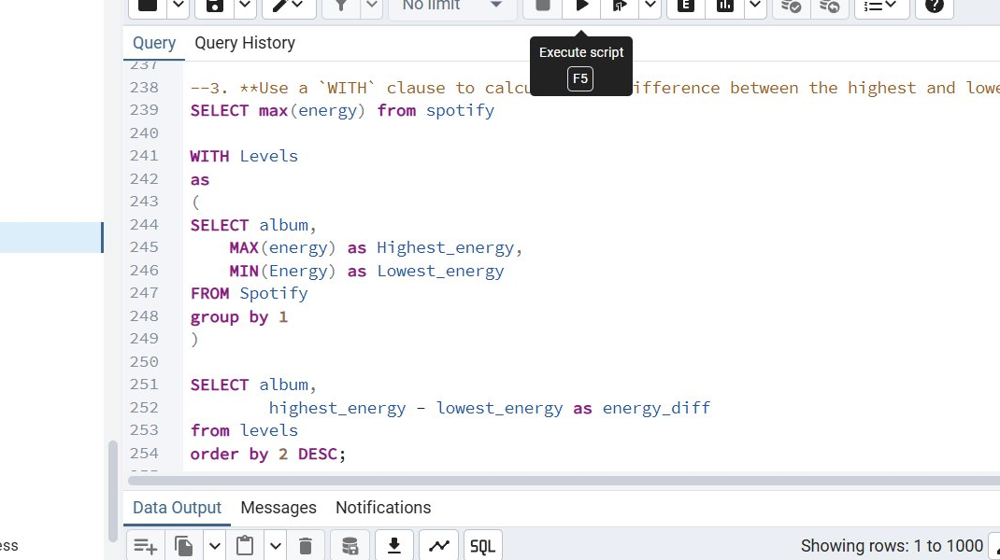 No limit
Query Query History
Execute script
F5
237
238 --3. **Use a `WITH` clause to calcu ifference between the highest and lowe
239 SELECT max(energy) from spotify
240
241 WITH Levels
242 as
243 (
244 SELECT album,
245 MAX(energy) as Highest_energy,
246 MIN(Energy) as Lowest_energy
247 FROM Spotify
248 group by 1
249 )
250
251 SELECT album,
252 highest_energy - lowest_energy as energy_diff
253 from levels
254 order by 2 DESC;
Data Output Messages Notifications
ess
SQL
Showing rows: 1 to 1000